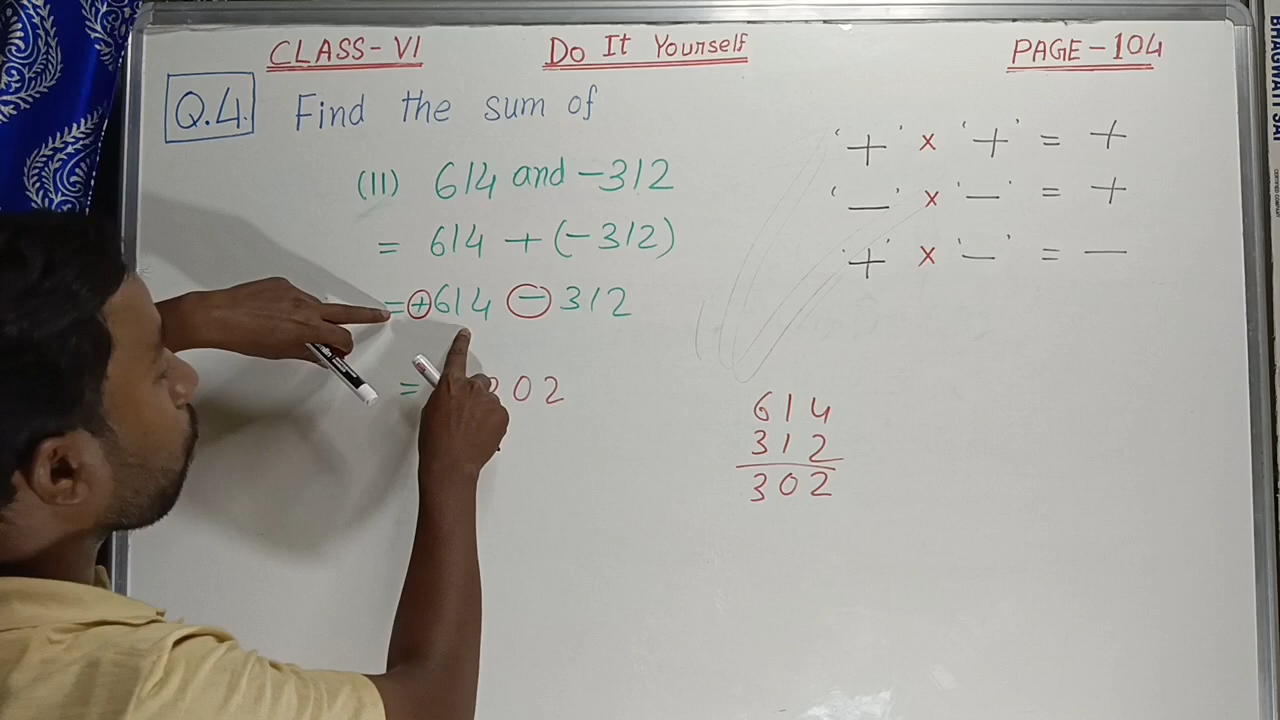 CLASS-VI Do It Yourself PAGE-104
Q.4. Find the sum of
(II) 614 and -312
= 614 + (-312)
= +614 - 312
= 302
'+' x '+' = +
'-' x '-' = +
'+' x '-' = -
614
312
302